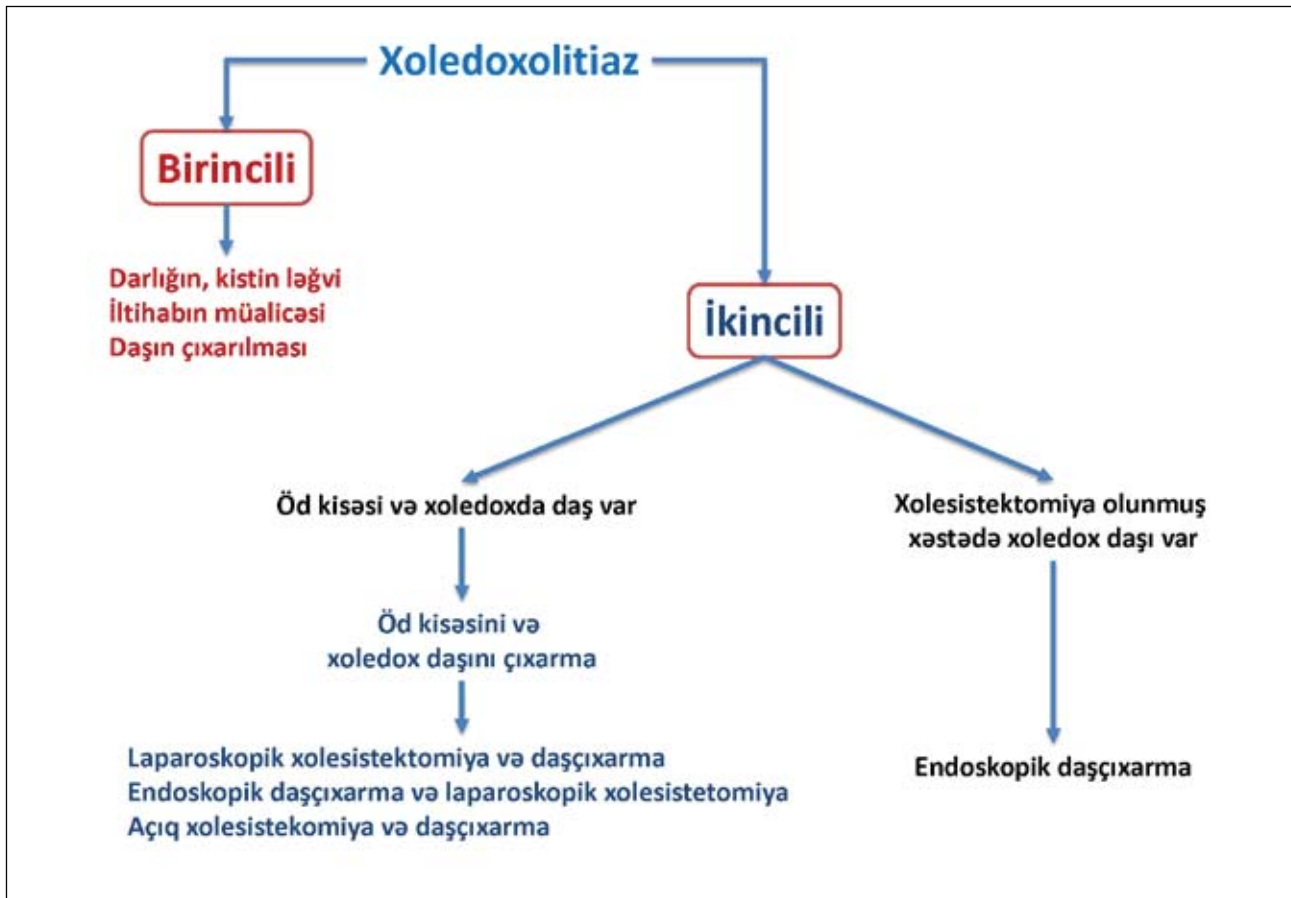 Xoledoxolitiaz
Birincili
Darlığın, kistin ləğvi
İltihabın müalicəsi
Daşın çıxarılması
İkincili
Öd kisəsi və xoledoxda daş var
Öd kisəsini və
xoledox daşını çıxarma
Laparoskopik xolesistektomiya və daşçıxarma
Endoskopik daşçıxarma və laparoskopik xolesistetomiya
Açıq xolesistekomiya və daşçıxarma
Xolesistektomiya olunmuş
xəstədə xoledox daşı var
Endoskopik daşçıxarma